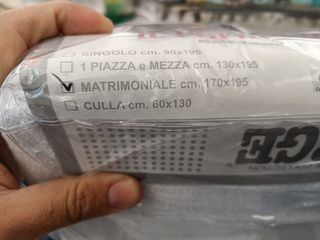 SINGOLO cm. 90x195
1 PIAZZA e MEZZA cm. 130x195
MATRIMONIALE cm. 170x195
CULLA cm. 60x130